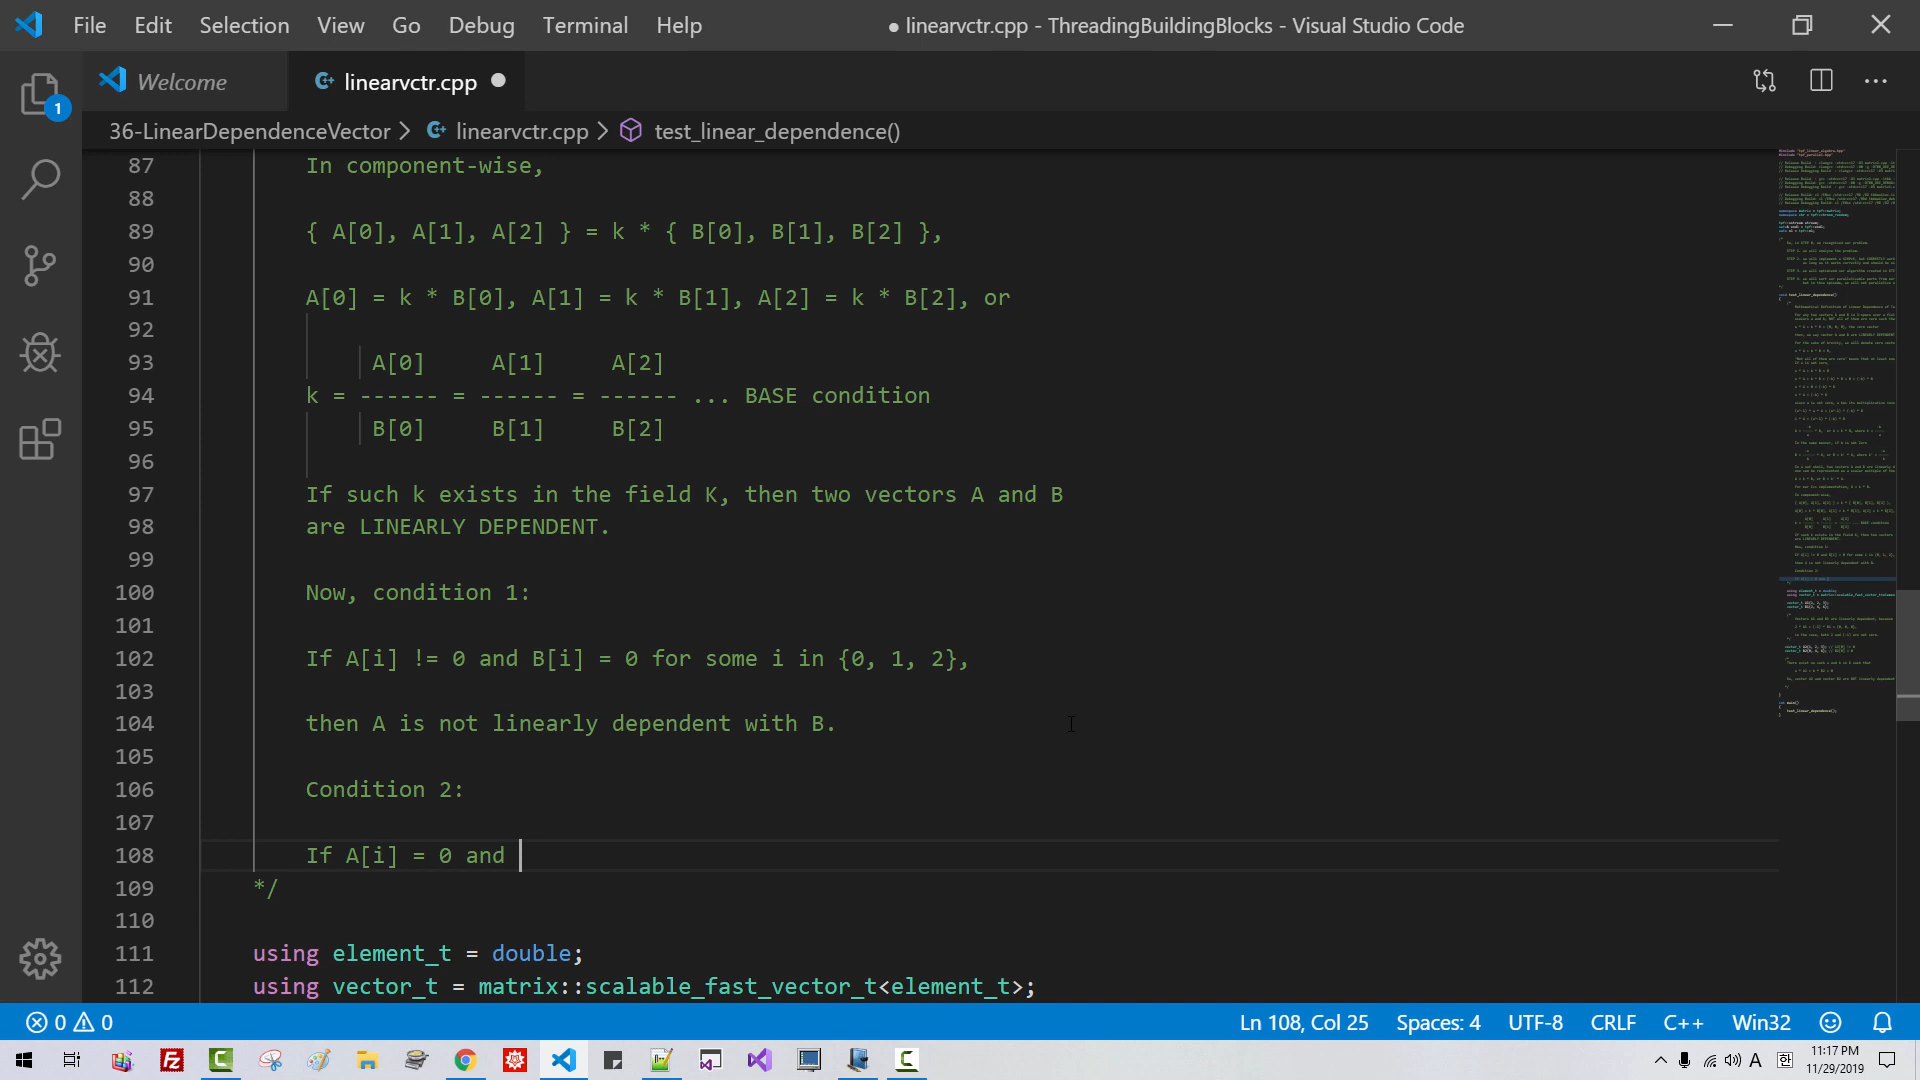 File Edit Selection View Go Debug Terminal Help ● linearvctr.cpp - ThreadingBuildingBlocks - Visual Studio Code
Welcome linearvctr.cpp
36-LinearDependenceVector > linearvctr.cpp > test_linear_dependence()
1
87 In component-wise,
88
89 { A[0], A[1], A[2] } = k * { B[0], B[1], B[2] },
90
91 A[0] = k * B[0], A[1] = k * B[1], A[2] = k * B[2], or
92
93 A[0] A[1] A[2]
94 k = ------ = ------ = ------ ... BASE condition
95 B[0] B[1] B[2]
96
97 If such k exists in the field K, then two vectors A and B
98 are LINEARLY DEPENDENT.
99
100 Now, condition 1:
101
102 If A[i] != 0 and B[i] = 0 for some i in {0, 1, 2},
103
104 then A is not linearly dependent with B.
105
106 Condition 2:
107
108 If A[i] = 0 and
109 */
110
111 using element_t = double;
112 using vector_t = matrix::scalable_fast_vector_t<element_t>;
0 0 Ln 108, Col 25 Spaces: 4 UTF-8 CRLF C++ Win32
A 한 11:17 PM
11/29/2019